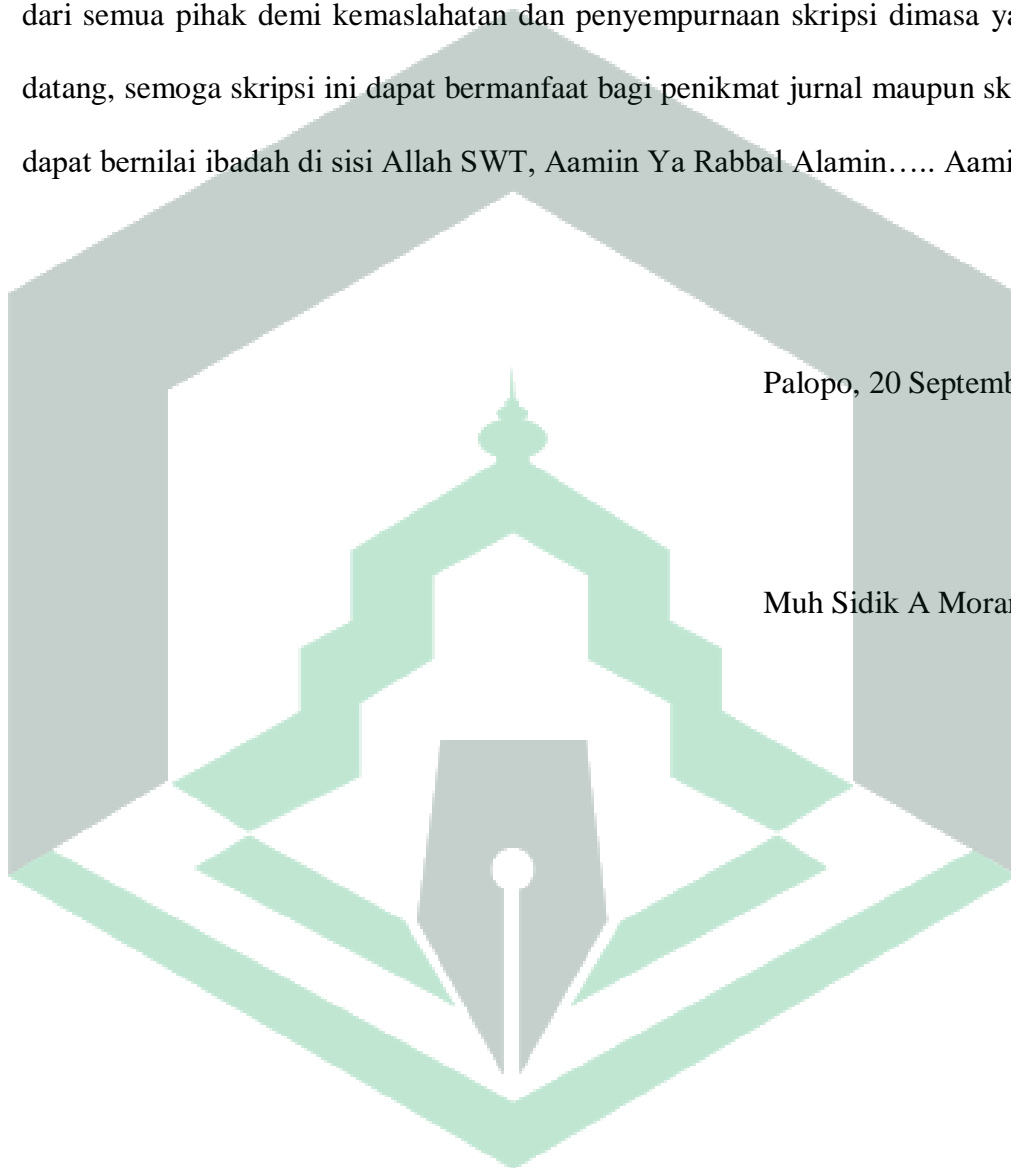 dari semua pihak demi kemaslahatan dan penyempurnaan skripsi dimasa
datang, semoga skripsi ini dapat bermanfaat bagi penikmat jurnal maupun
dapat bernilai ibadah di sisi Allah SWT, Aamiin Ya Rabbal Alamin…..
Palopo, 20
Muh Sidik A